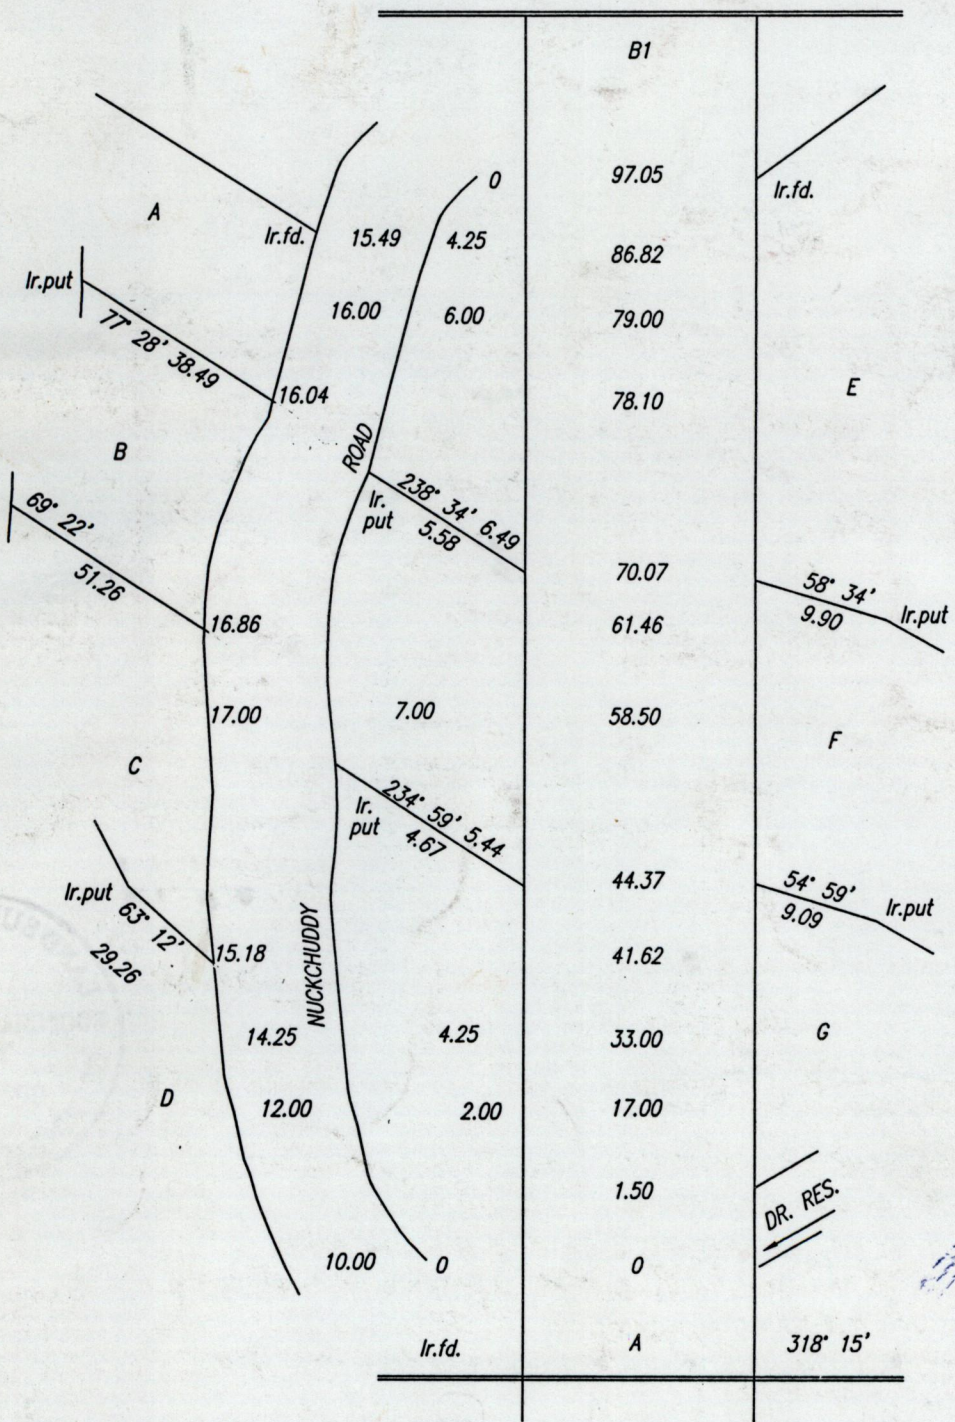 B1
O 97.05 Ir.fd.
A Ir.fd. 15.49 4.25 86.82
Ir.put 16.00 6.00 79.00
77° 28' 38.49 16.04 78.10 E
B ROAD
69° 22' Ir. put 238° 34' 6.49 5.58
51.26 70.07 58° 34' 9.90 Ir.put
16.86 61.46
17.00 7.00 58.50 F
C
Ir. put 234° 59' 5.44 4.67
Ir.put 44.37 54° 59' 9.09 Ir.put
63° 12' 29.26 15.18 41.62
NUCKCHUDDY
14.25 4.25 33.00 G
D 12.00 2.00 17.00
1.50 DR. RES.
10.00 O O
Ir.fd. A 318° 15'